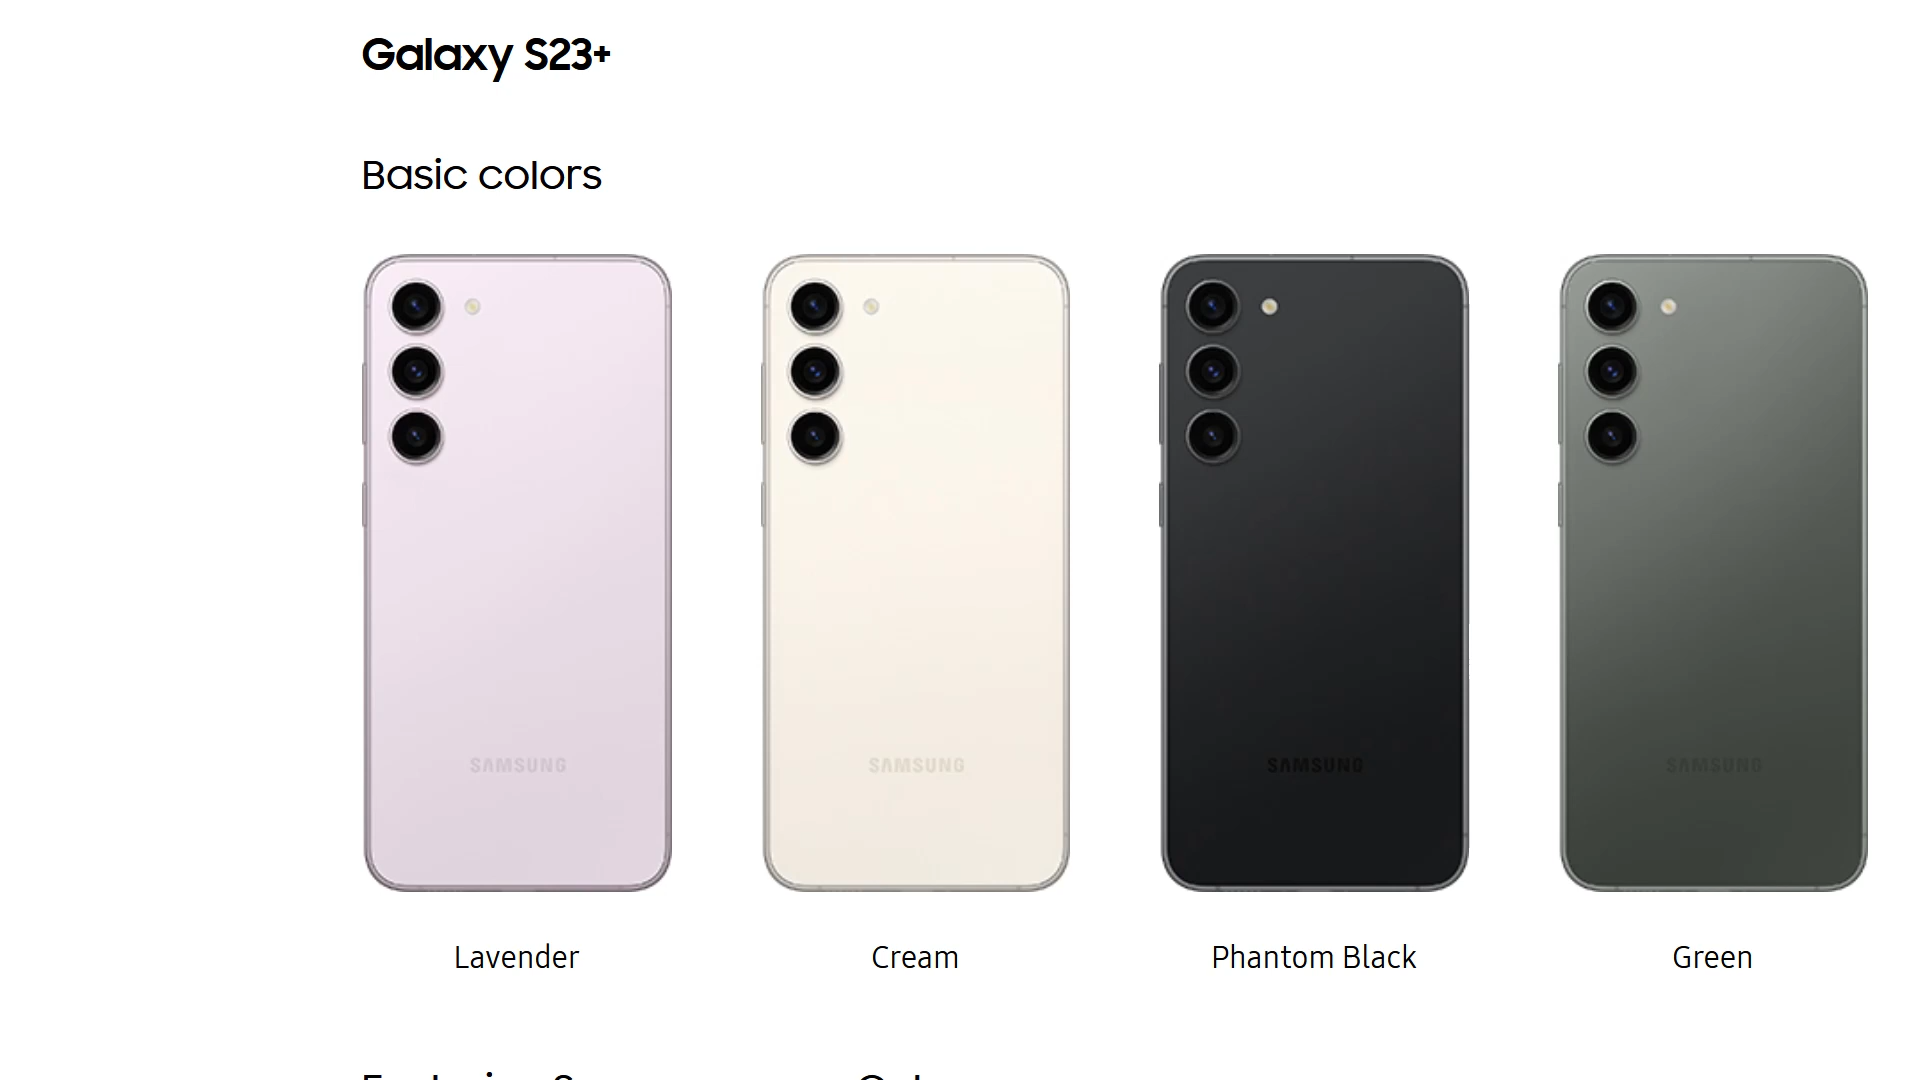 Galaxy S23+
Basic colors
SAMSUNG
SAMSUNG
SAMSUNG
SAMSUNG
Lavender
Cream
Phantom Black
Green